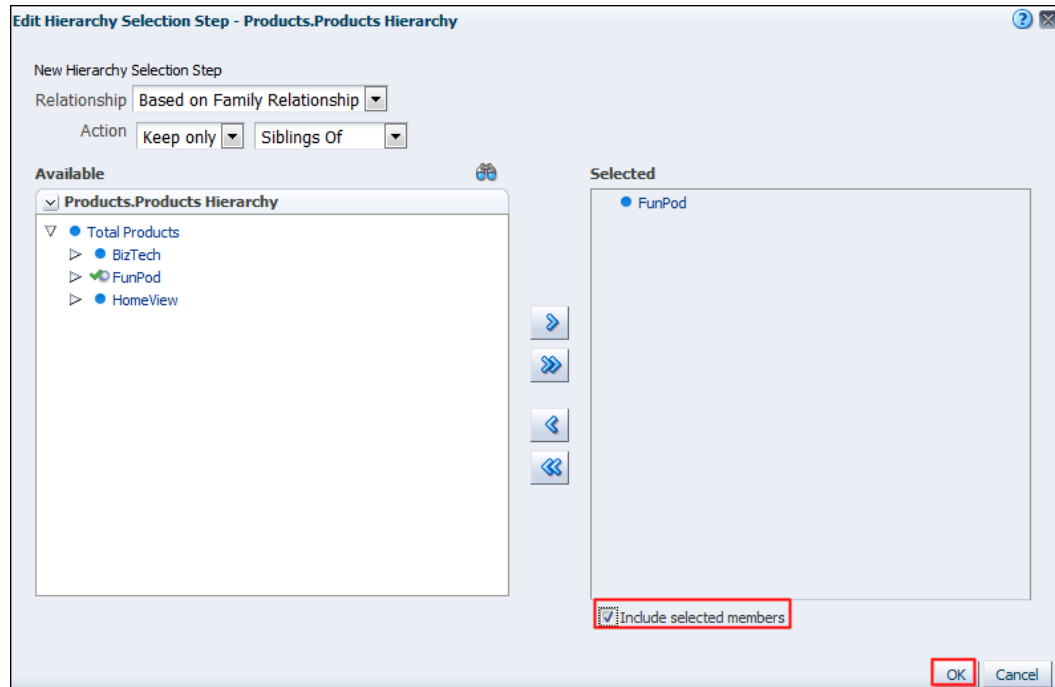 Edit Hierarchy Selection Step - Products.Products Hierarchy
New Hierarchy Selection Step
Relationship Based on Family Relationship
Action Keep only Siblings Of
Available
Selected
Products.Products Hierarchy
Total Products
BizTech
FunPod
HomeView
FunPod
Include selected members
OK Cancel